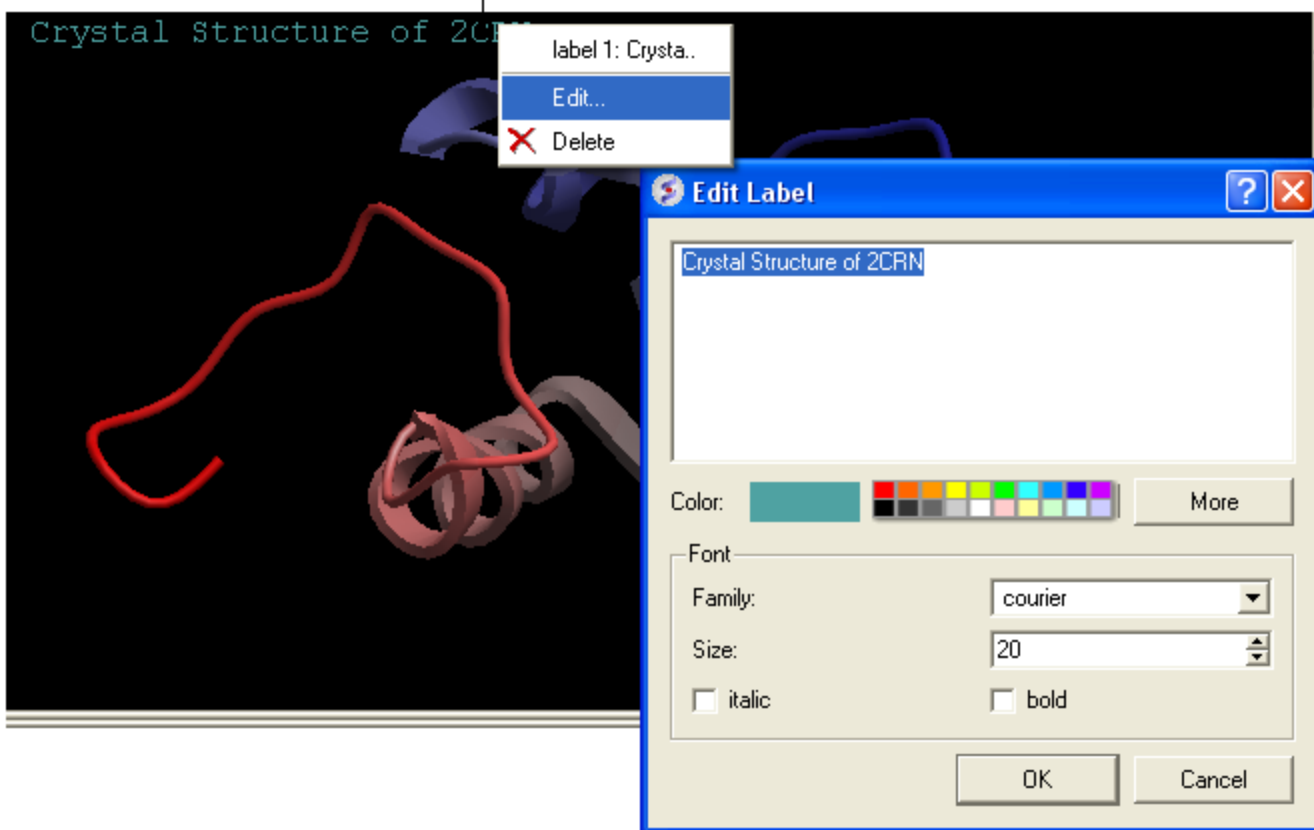 Crystal Structure of 2CRN
label 1: Crysta..
Edit...
Delete
Edit Label
?
Crystal Structure of 2CRN
Color:
More
Font
Family:
courier
Size:
20
italic
bold
OK
Cancel